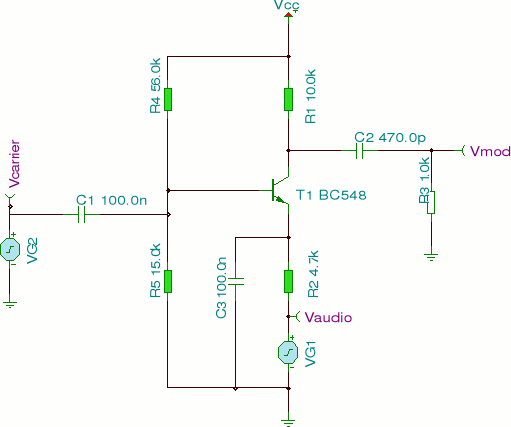 Vcc
R4 56.0k
R1 10.0k
C2 470.0p
Vmod
Vcarrier
R3 1.0k
C1 100.0n
T1 BC548
VG2
R5 15.0k
C3 100.0n
R2 4.7k
Vaudio
VG1